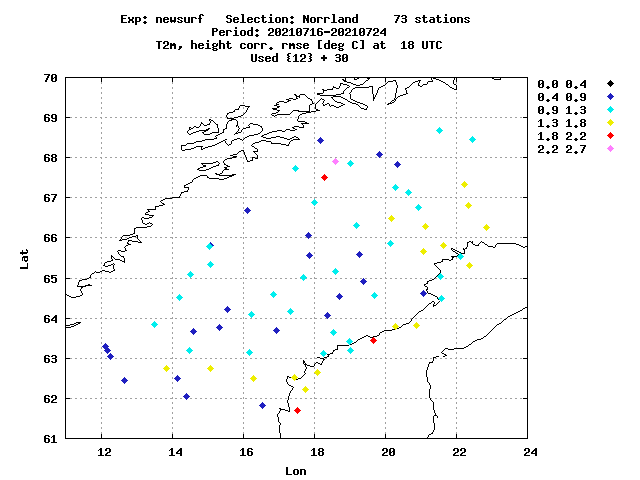 Exp: newsurf Selection: Norrland 73 stations
Period: 20210716-20210724
T2m, height corr. rmse [deg C] at 18 UTC
Used {12} + 30
0.0 0.4
0.4 0.9
0.9 1.3
1.3 1.8
1.8 2.2
2.2 2.7
70
69
68
67
66
65
64
63
62
61
Lat
12 14 16 18 20 22 24
Lon